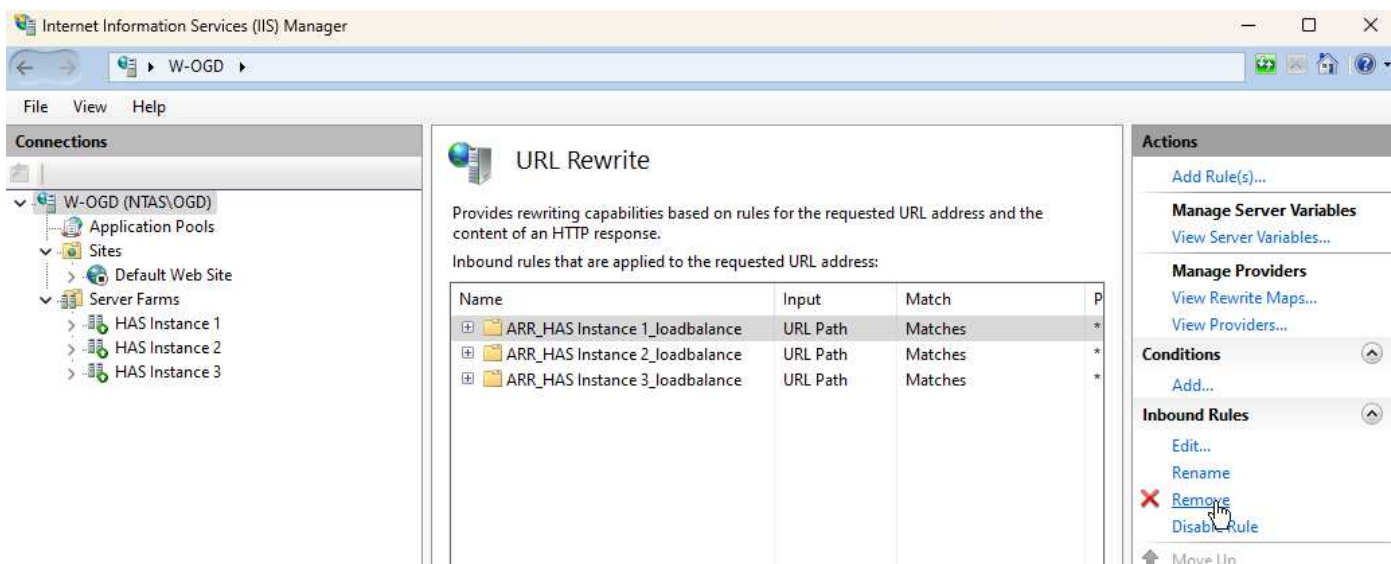 Internet Information Services (IIS) Manager
W-OGD
File View Help
Connections
W-OGD (NTAS\OGD)
Application Pools
Sites
Default Web Site
Server Farms
HAS Instance 1
HAS Instance 2
HAS Instance 3
URL Rewrite
Provides rewriting capabilities based on rules for the requested URL address and the
content of an HTTP response.
Inbound rules that are applied to the requested URL address:
Name Input Match P
ARR_HAS Instance 1_loadbalance URL Path Matches *
ARR_HAS Instance 2_loadbalance URL Path Matches *
ARR_HAS Instance 3_loadbalance URL Path Matches *
Actions
Add Rule(s)...
Manage Server Variables
View Server Variables...
Manage Providers
View Rewrite Maps...
View Providers...
Conditions
Add...
Inbound Rules
Edit...
Rename
Remove
Disable Rule
Move Up